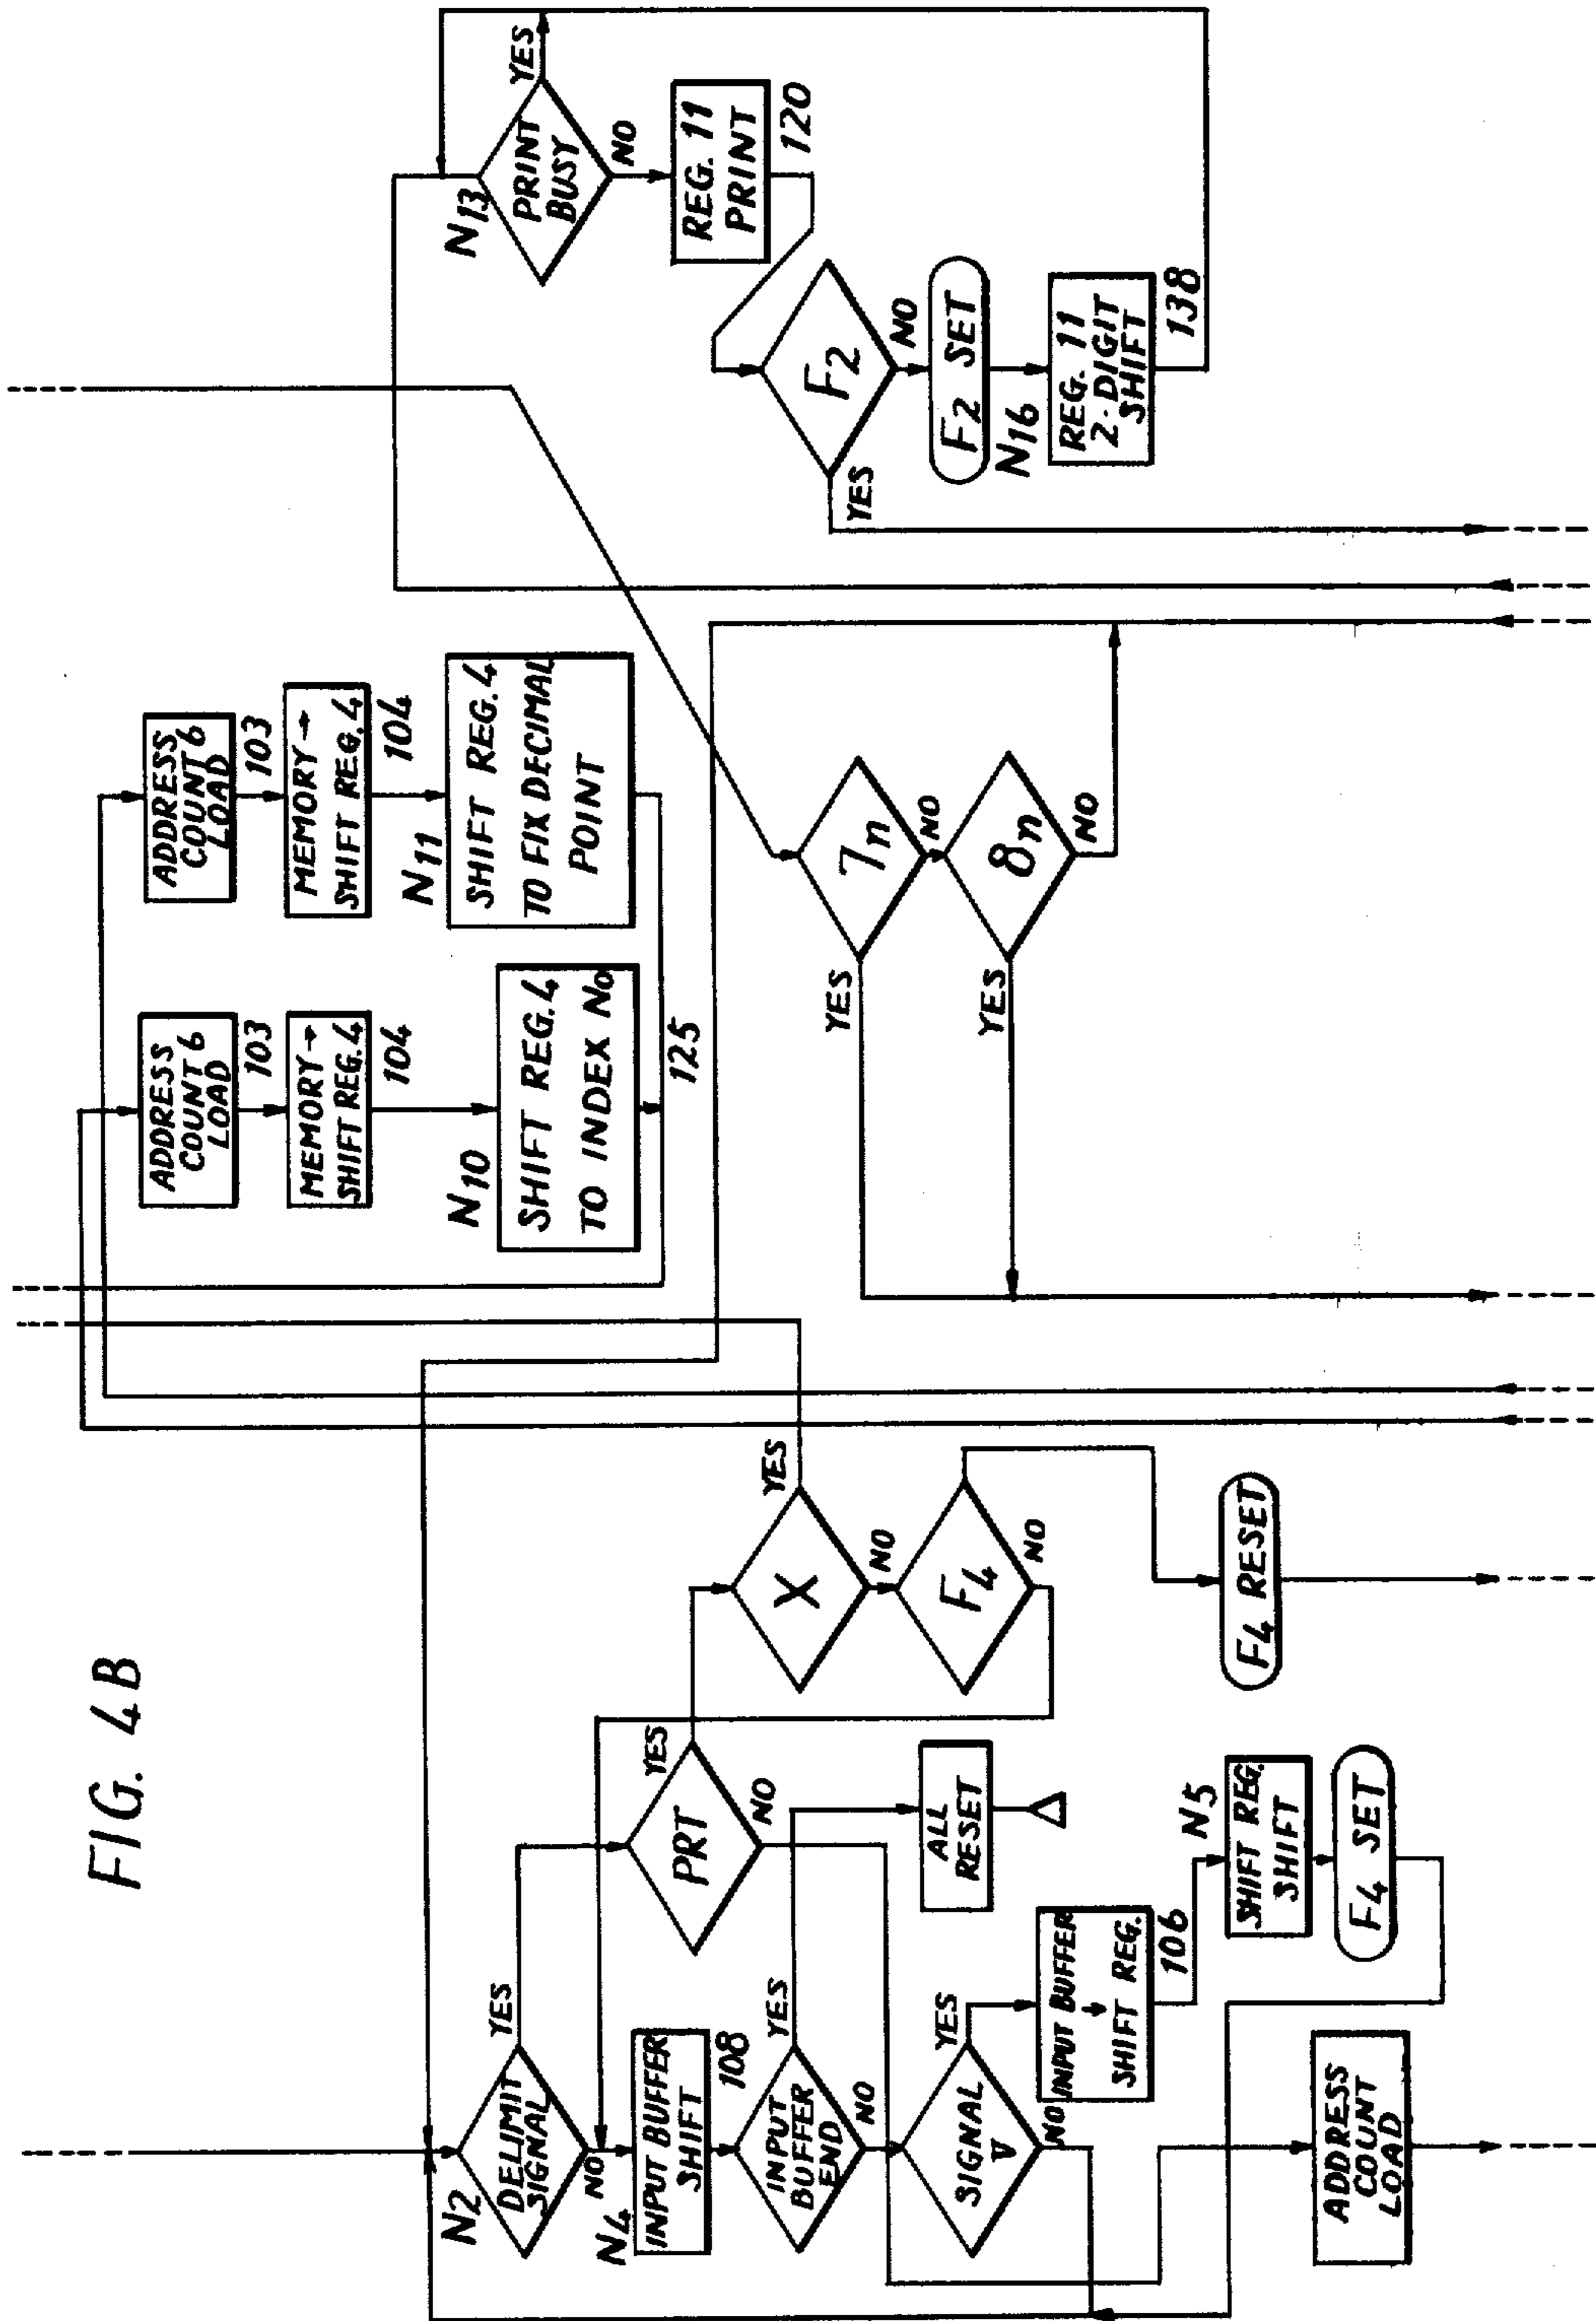 FIG. 4B
N2
DELIMIT
SIGNAL
YES
NO
N4
INPUT BUFFER
SHIFT
108
INPUT
BUFFER
END
YES
NO
SIGNAL
V
YES
NO
INPUT BUFFER
↓
SHIFT REG.
106
N5
SHIFT REG.
SHIFT
F4 SET
ADDRESS
COUNT
LOAD
PRT
YES
NO
ALL
RESET
X
YES
NO
F4
NO
F4 RESET
ADDRESS
COUNT 6
LOAD
103
MEMORY→
SHIFT REG.4
104
N10
SHIFT REG.4
TO INDEX No
125
ADDRESS
COUNT 6
LOAD
103
MEMORY→
SHIFT REG.4
104
N11
SHIFT REG.4
TO FIX DECIMAL
POINT
7n
YES
NO
8n
YES
NO
N13
PRINT
BUSY
YES
NO
REG. 11
PRINT
120
F2
YES
NO
F2 SET
N16
REG. 11
2-DIGIT
SHIFT
138